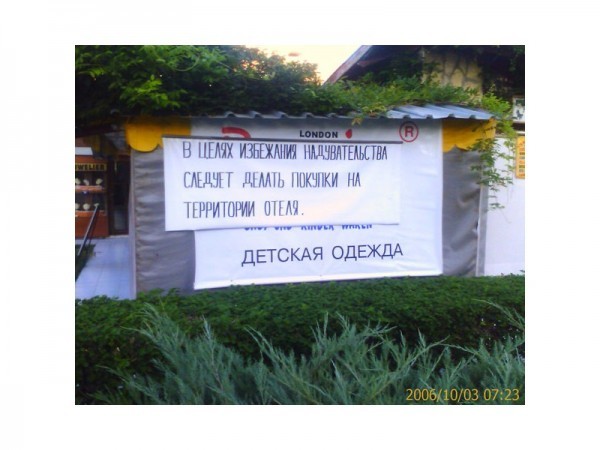 LONDON
®
В ЦЕЛЯХ ИЗБЕЖАНИЯ НАДУВАТЕЛЬСТВА
СЛЕДУЕТ ДЕЛАТЬ ПОКУПКИ НА
ТЕРРИТОРИИ ОТЕЛЯ.
ДЕТСКАЯ ОДЕЖДА
2006/10/03 07:23